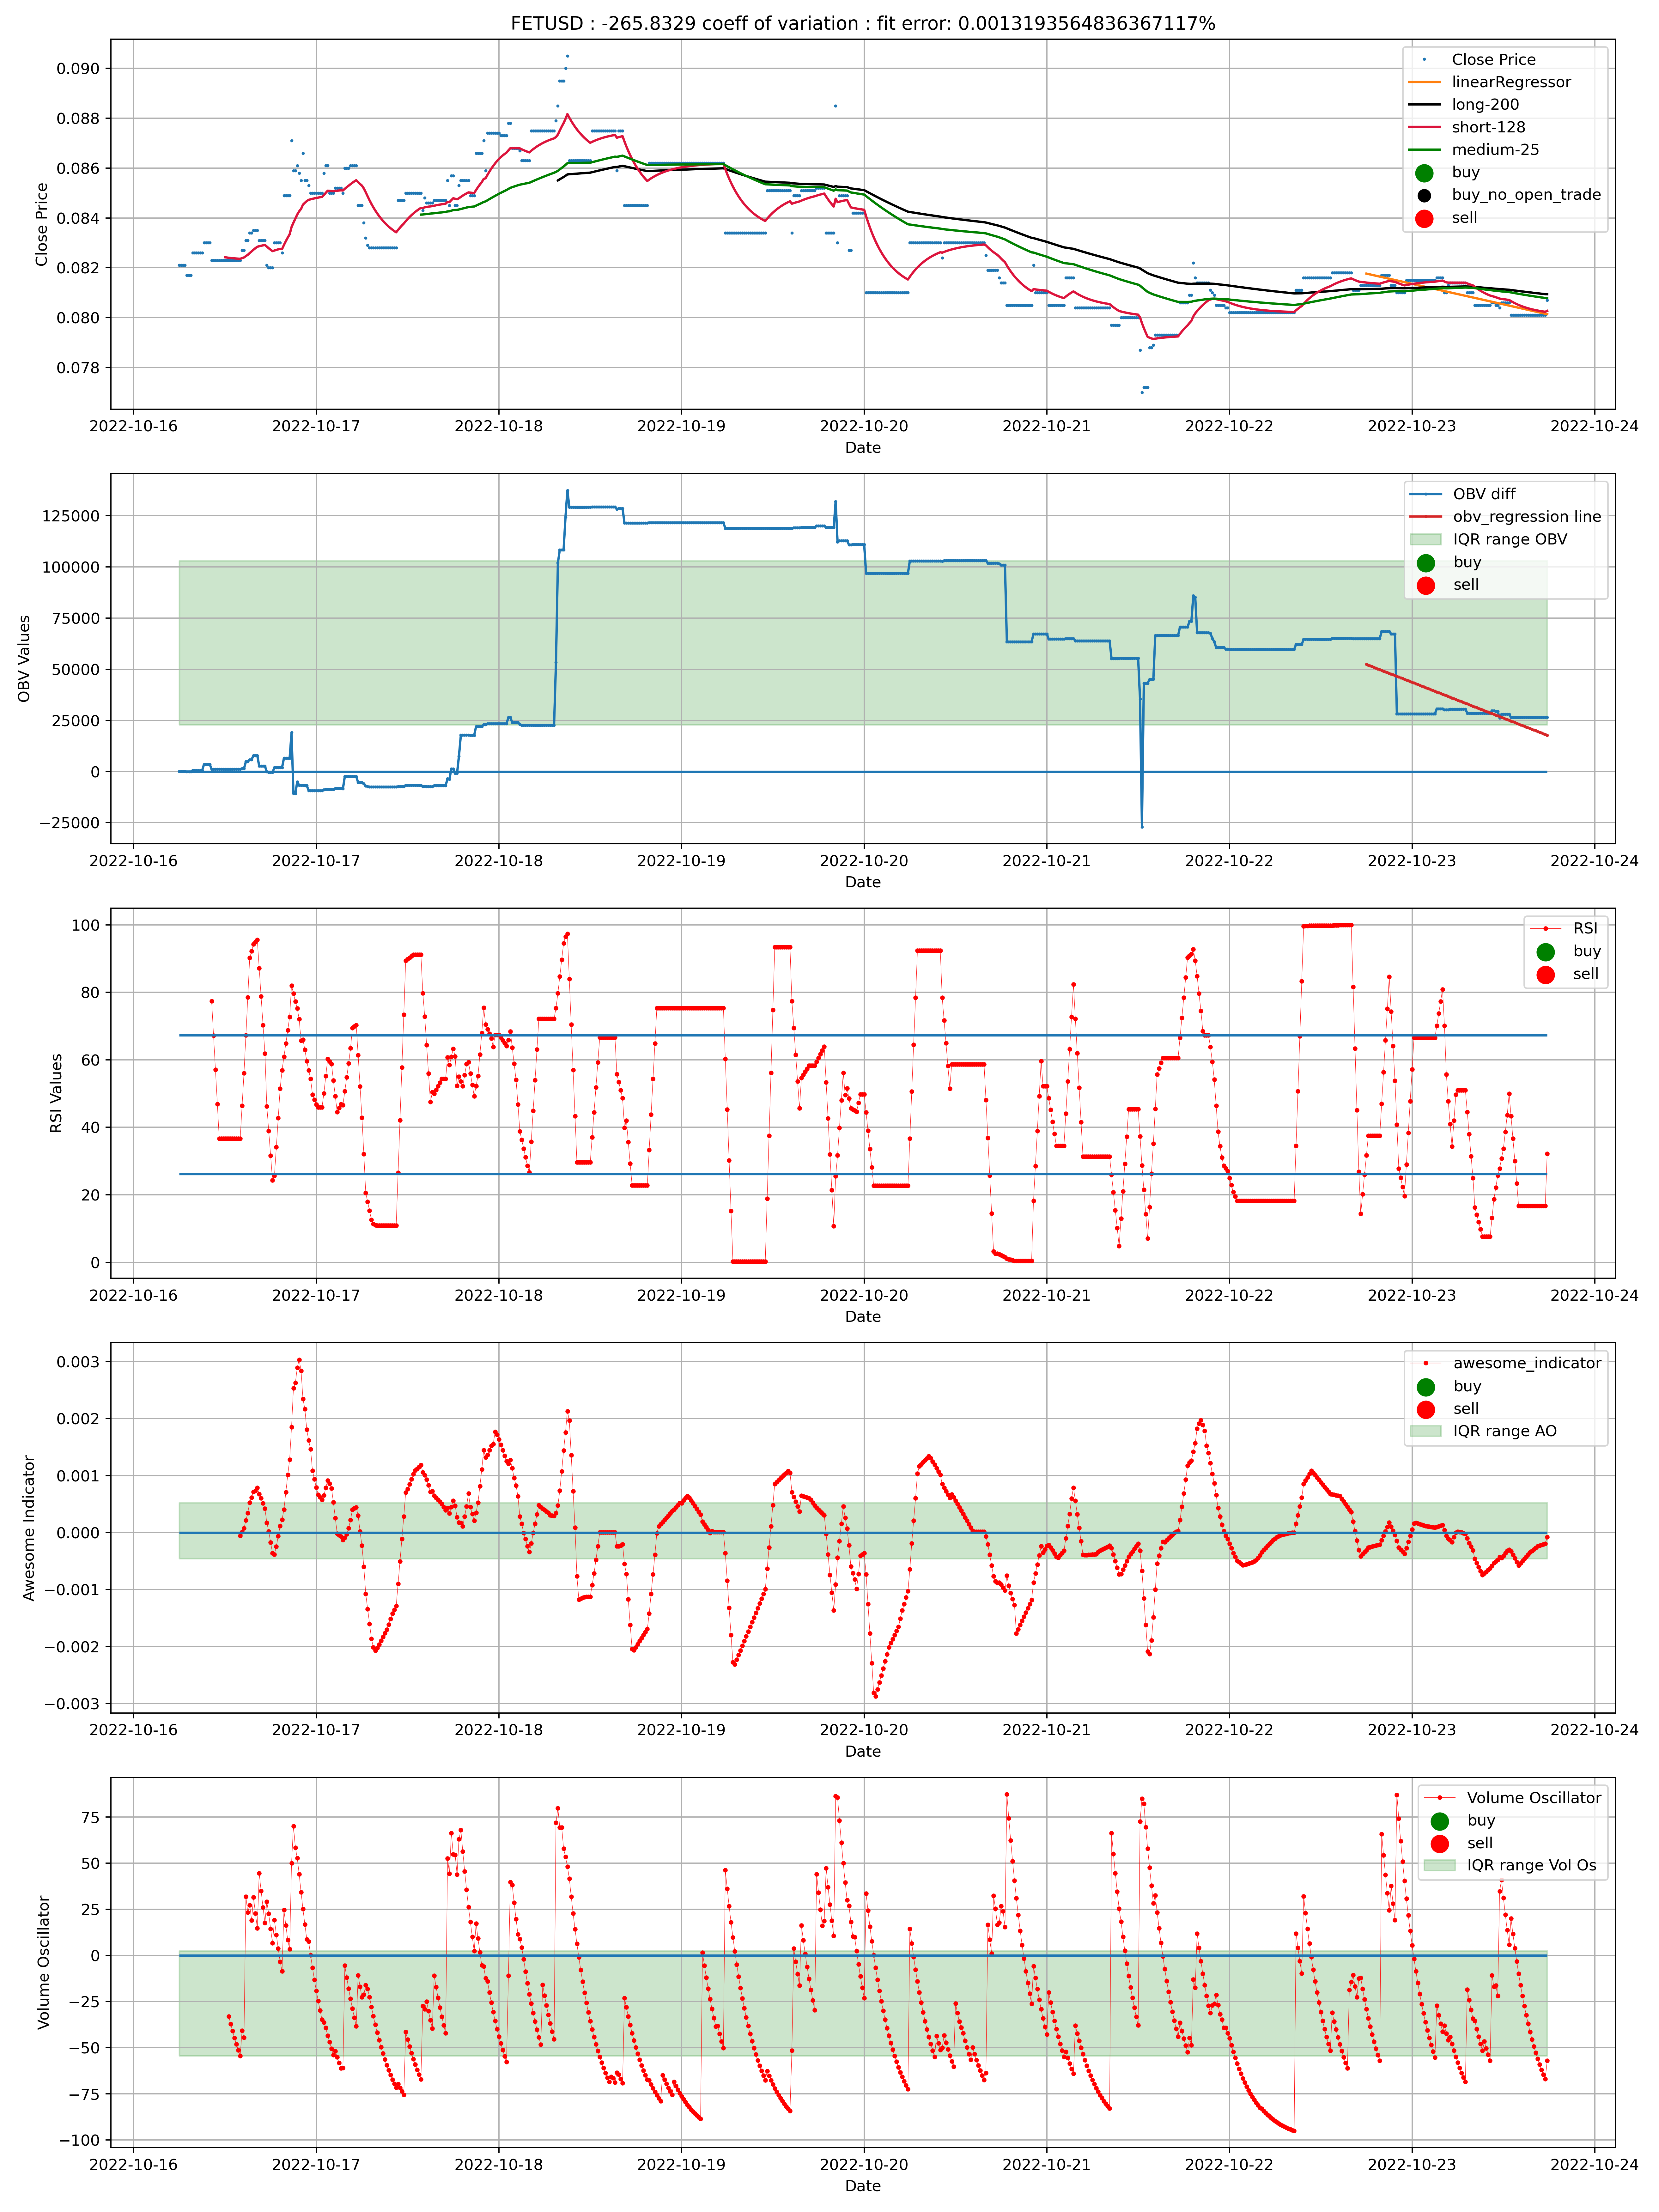 FETUSD : -265.8329 coeff of variation : fit error: 0.0013193564836367117%
Close Price
0.090
0.088
0.086
0.084
0.082
0.080
0.078
Close Price
linearRegressor
long-200
short-128
medium-25
buy
buy_no_open_trade
sell
2022-10-16 2022-10-17 2022-10-18 2022-10-19 2022-10-20 2022-10-21 2022-10-22 2022-10-23 2022-10-24
Date
OBV Values
125000
100000
75000
50000
25000
0
−25000
OBV diff
obv_regression line
IQR range OBV
buy
sell
2022-10-16 2022-10-17 2022-10-18 2022-10-19 2022-10-20 2022-10-21 2022-10-22 2022-10-23 2022-10-24
Date
RSI Values
100
80
60
40
20
0
RSI
buy
sell
2022-10-16 2022-10-17 2022-10-18 2022-10-19 2022-10-20 2022-10-21 2022-10-22 2022-10-23 2022-10-24
Date
Awesome Indicator
0.003
0.002
0.001
0.000
−0.001
−0.002
−0.003
awesome_indicator
buy
sell
IQR range AO
2022-10-16 2022-10-17 2022-10-18 2022-10-19 2022-10-20 2022-10-21 2022-10-22 2022-10-23 2022-10-24
Date
Volume Oscillator
75
50
25
0
−25
−50
−75
−100
Volume Oscillator
buy
sell
IQR range Vol Os
2022-10-16 2022-10-17 2022-10-18 2022-10-19 2022-10-20 2022-10-21 2022-10-22 2022-10-23 2022-10-24
Date